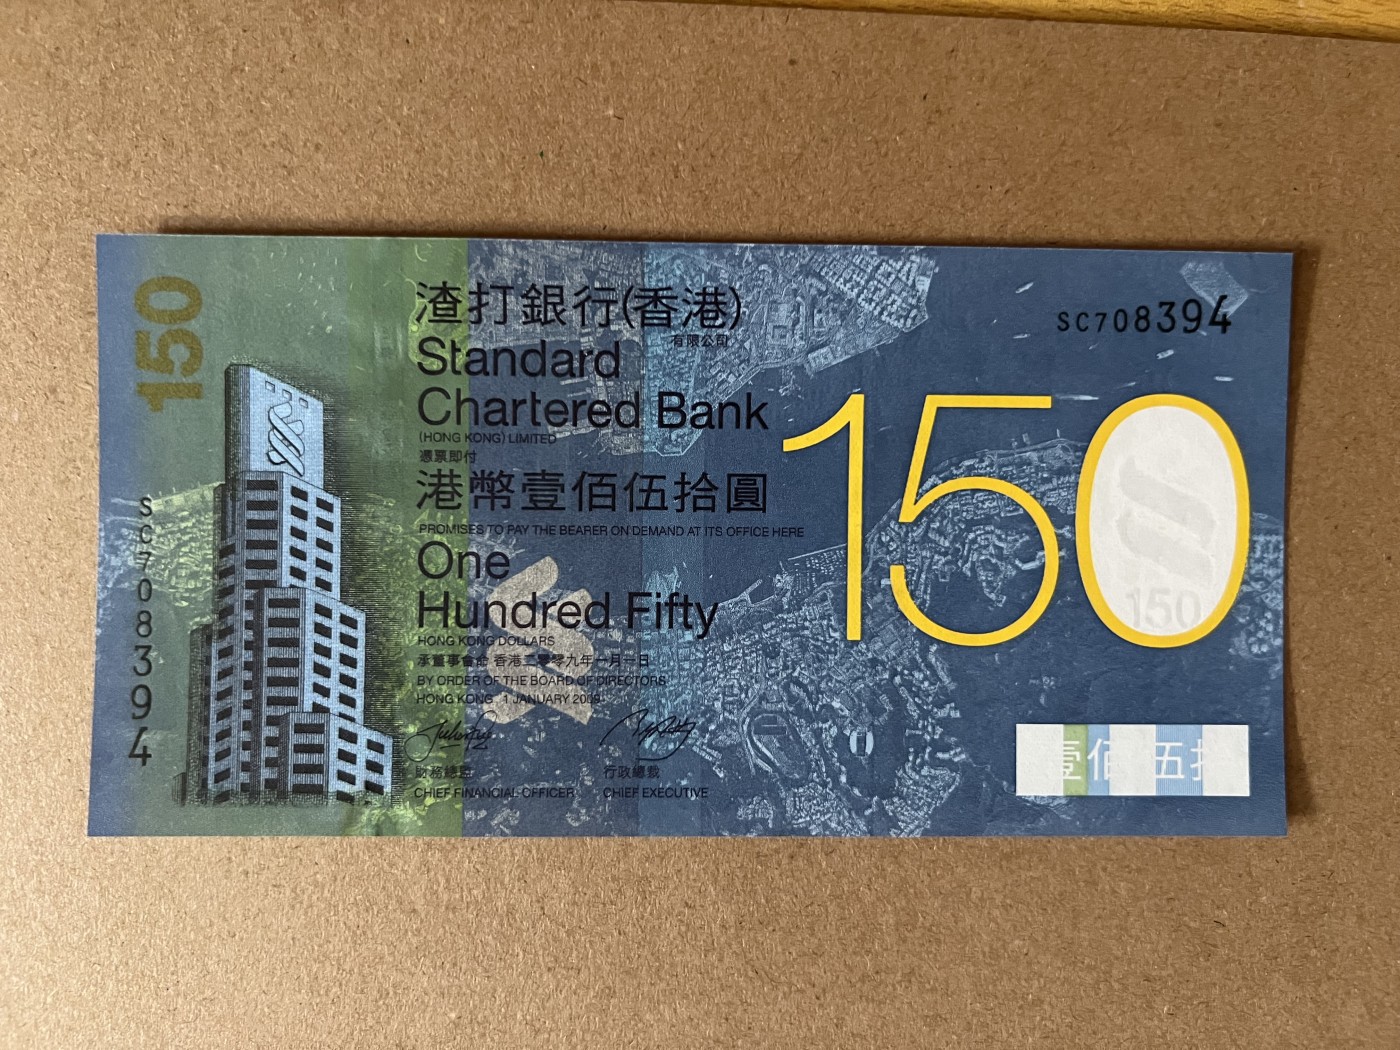 150
渣打銀行(香港)
有限公司
Standard
Chartered Bank
(HONG KONG) LIMITED
憑票即付
港幣壹佰伍拾圓
PROMISES TO PAY THE BEARER ON DEMAND AT ITS OFFICE HERE
One
Hundred Fifty
HONG KONG DOLLARS
承董事會命 香港二零零九年一月一日
BY ORDER OF THE BOARD OF DIRECTORS
HONG KONG 1 JANUARY 2009
財務總監
CHIEF FINANCIAL OFFICER
行政總裁
CHIEF EXECUTIVE
SC708394
SC708394
150
150
壹佰伍拾